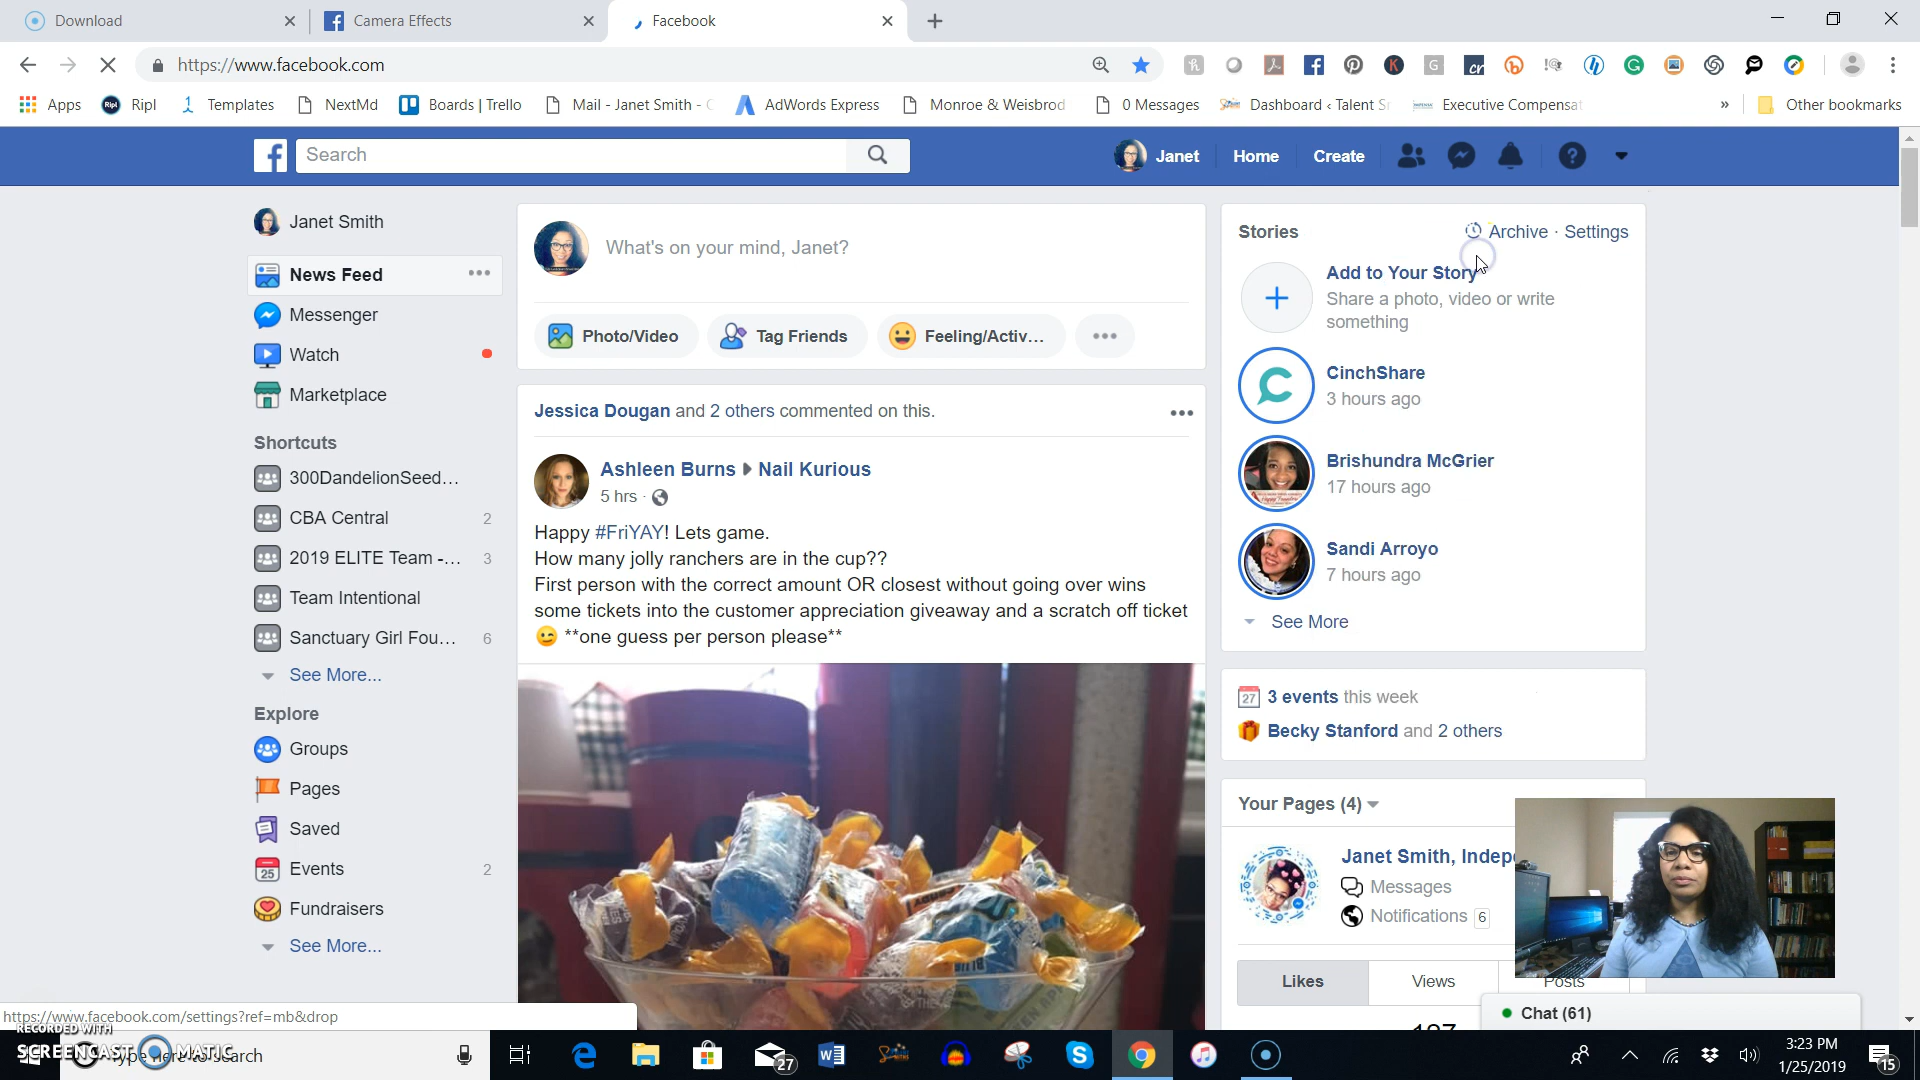 Download
Camera Effects
Facebook
https://www.facebook.com
Apps
Ripl
Templates
NextMd
Boards | Trello
Mail - Janet Smith -
AdWords Express
Monroe & Weisbrod
0 Messages
Dashboard ‹ Talent
Executive Compensat
»
Other bookmarks
Search
Janet
Home
Create
Janet Smith
News Feed
Messenger
Watch
Marketplace
Shortcuts
300DandelionSeed...
CBA Central 2
2019 ELITE Team -... 3
Team Intentional
Sanctuary Girl Fou... 6
See More...
Explore
Groups
Pages
Saved
Events 2
Fundraisers
See More...
What's on your mind, Janet?
Photo/Video
Tag Friends
Feeling/Activ...
Jessica Dougan and 2 others commented on this.
Ashleen Burns Nail Kurious
5 hrs ·
Happy #FriYAY! Lets game.
How many jolly ranchers are in the cup??
First person with the correct amount OR closest without going over wins
some tickets into the customer appreciation giveaway and a scratch off ticket
**one guess per person please**
Stories
Archive · Settings
Add to Your Story
Share a photo, video or write
something
CinchShare
3 hours ago
Brishundra McGrier
17 hours ago
Sandi Arroyo
7 hours ago
See More
27 3 events this week
Becky Stanford and 2 others
Your Pages (4)
Janet Smith, Indep
Messages
Notifications 6
Likes
Views
Posts
Chat (61)
https://www.facebook.com/settings?ref=mb&drop
RECORDED WITH
SCREENCAST MATIC
Type here to search
27
3:23 PM
1/25/2019
15